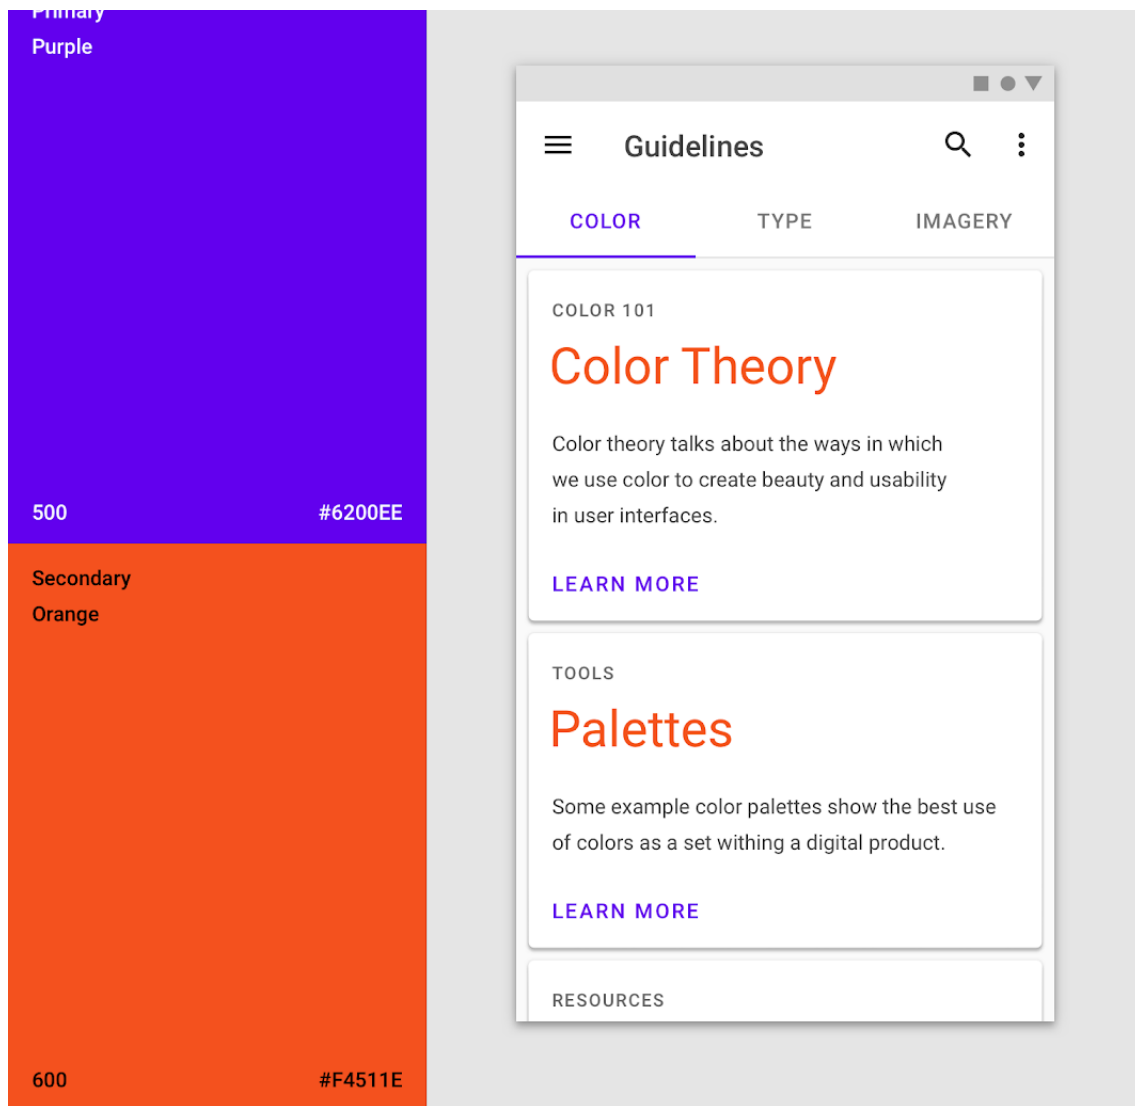 Primary
Purple
500 #6200EE
Secondary
Orange
600 #F4511E
Guidelines
COLOR TYPE IMAGERY
COLOR 101
Color Theory
Color theory talks about the ways in which
we use color to create beauty and usability
in user interfaces.
LEARN MORE
TOOLS
Palettes
Some example color palettes show the best use
of colors as a set withing a digital product.
LEARN MORE
RESOURCES